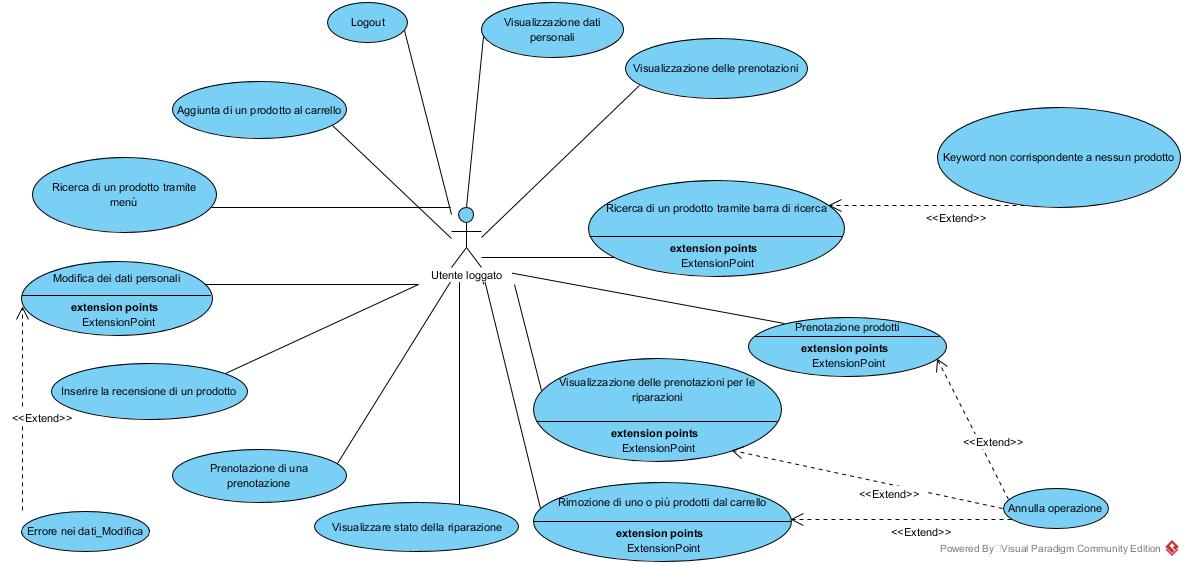 Logout
Visualizzazione dati
personali
Visualizzazione delle prenotazioni
Aggiunta di un prodotto al carrello
Keyword non corrispondente a nessun prodotto
Ricerca di un prodotto tramite
menù
Ricerca di un prodotto tramite barra di ricerca
<<Extend>>
extension points
ExtensionPoint
Utente loggato
Modifica dei dati personali
extension points
ExtensionPoint
Prenotazione prodotti
extension points
ExtensionPoint
Inserire la recensione di un prodotto
Visualizzazione delle prenotazioni per le
riparazioni
extension points
ExtensionPoint
<<Extend>>
<<Extend>>
Prenotazione di una
prenotazione
<<Extend>>
Rimozione di uno o più prodotti dal carrello
extension points
ExtensionPoint
Annulla operazione
<<Extend>>
Visualizzare stato della riparazione
Errore nei dati_Modifica
Powered By Visual Paradigm Community Edition